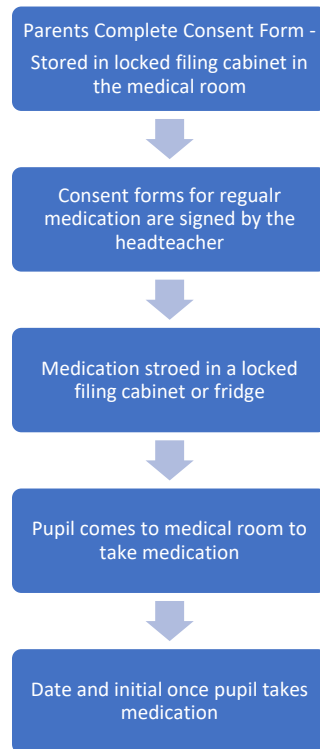 Parents Complete Consent Form -
Stored in locked filing cabinet in
the medical room
Consent forms for regualr
medication are signed by the
headteacher
Medication stroed in a locked
filing cabinet or fridge
Pupil comes to medical room to
take medication
Date and initial once pupil takes
medication